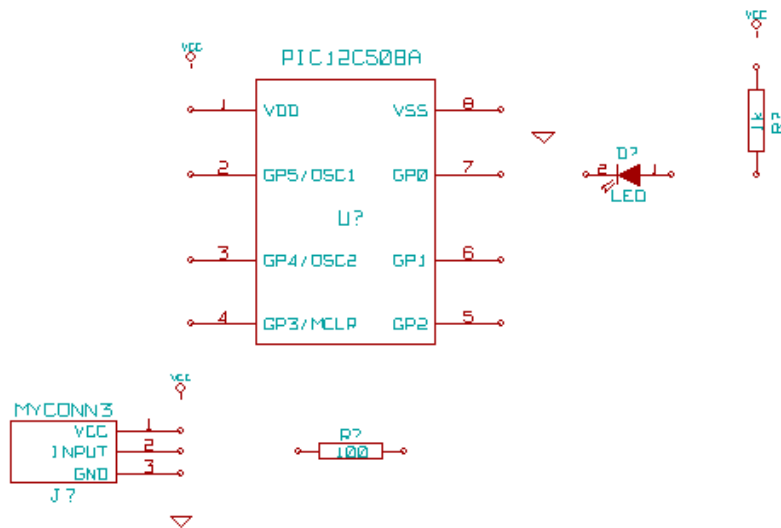 VCC
VCC
PIC12C508A
1 VDD VSS 8
1K R?
2 GP5/OSC1 GP0 7
D?
2 1
LED
U?
3 GP4/OSC2 GP1 6
4 GP3/MCLR GP2 5
VCC
MYCONN3
VCC 1
INPUT 2
GND 3
J?
R?
100